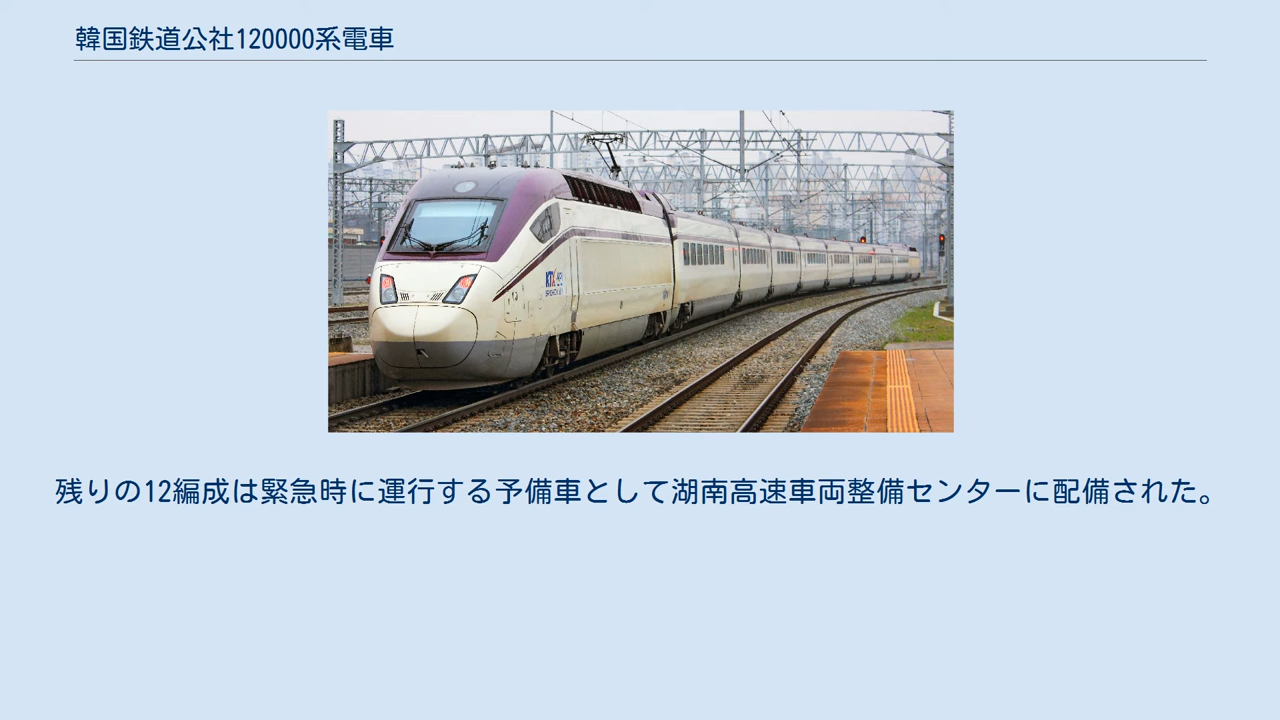 韓国鉄道公社120000系電車
KTX
残りの12編成は緊急時に運行する予備車として湖南高速車両整備センターに配備された。